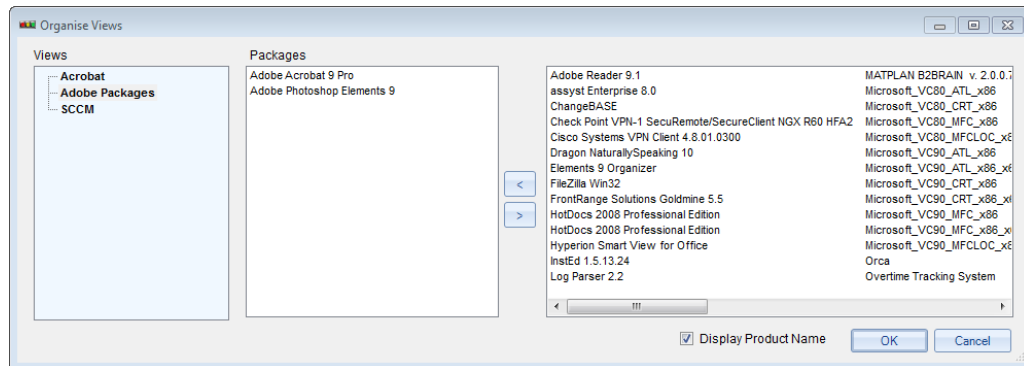 Organise Views
Views
Packages
Acrobat
Adobe Packages
SCCM
Adobe Acrobat 9 Pro
Adobe Photoshop Elements 9
<
>
Adobe Reader 9.1
assyst Enterprise 8.0
ChangeBASE
Check Point VPN-1 SecuRemote/SecureClient NGX R60 HFA2
Cisco Systems VPN Client 4.8.01.0300
Dragon NaturallySpeaking 10
Elements 9 Organizer
FileZilla Win32
FrontRange Solutions Goldmine 5.5
HotDocs 2008 Professional Edition
HotDocs 2008 Professional Edition
Hyperion Smart View for Office
InstEd 1.5.13.24
Log Parser 2.2
MATPLAN B2BRAIN v. 2.0.0.
Microsoft_VC80_ATL_x86
Microsoft_VC80_CRT_x86
Microsoft_VC80_MFC_x86
Microsoft_VC80_MFCLOC_x8
Microsoft_VC90_ATL_x86
Microsoft_VC90_ATL_x86_x6
Microsoft_VC90_CRT_x86
Microsoft_VC90_CRT_x86_x
Microsoft_VC90_MFC_x86
Microsoft_VC90_MFC_x86_x
Microsoft_VC90_MFCLOC_x8
Orca
Overtime Tracking System
Display Product Name
OK
Cancel